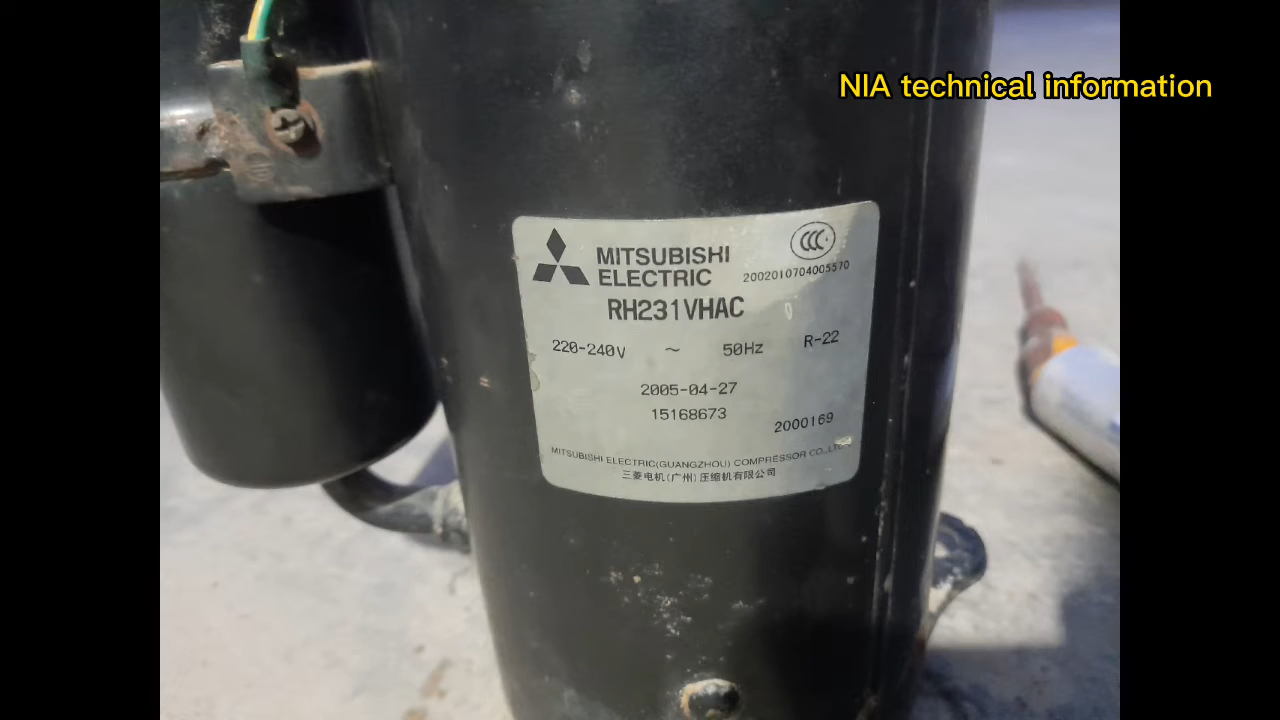 NIA technical information
MITSUBISHI
ELECTRIC
CCC
2002010704005570
RH231VHAC
220-240V ~ 50Hz R-22
2005-04-27
15168673
2000169
MITSUBISHI ELECTRIC(GUANGZHOU) COMPRESSOR CO.,LTD
三菱电机(广州)压缩机有限公司